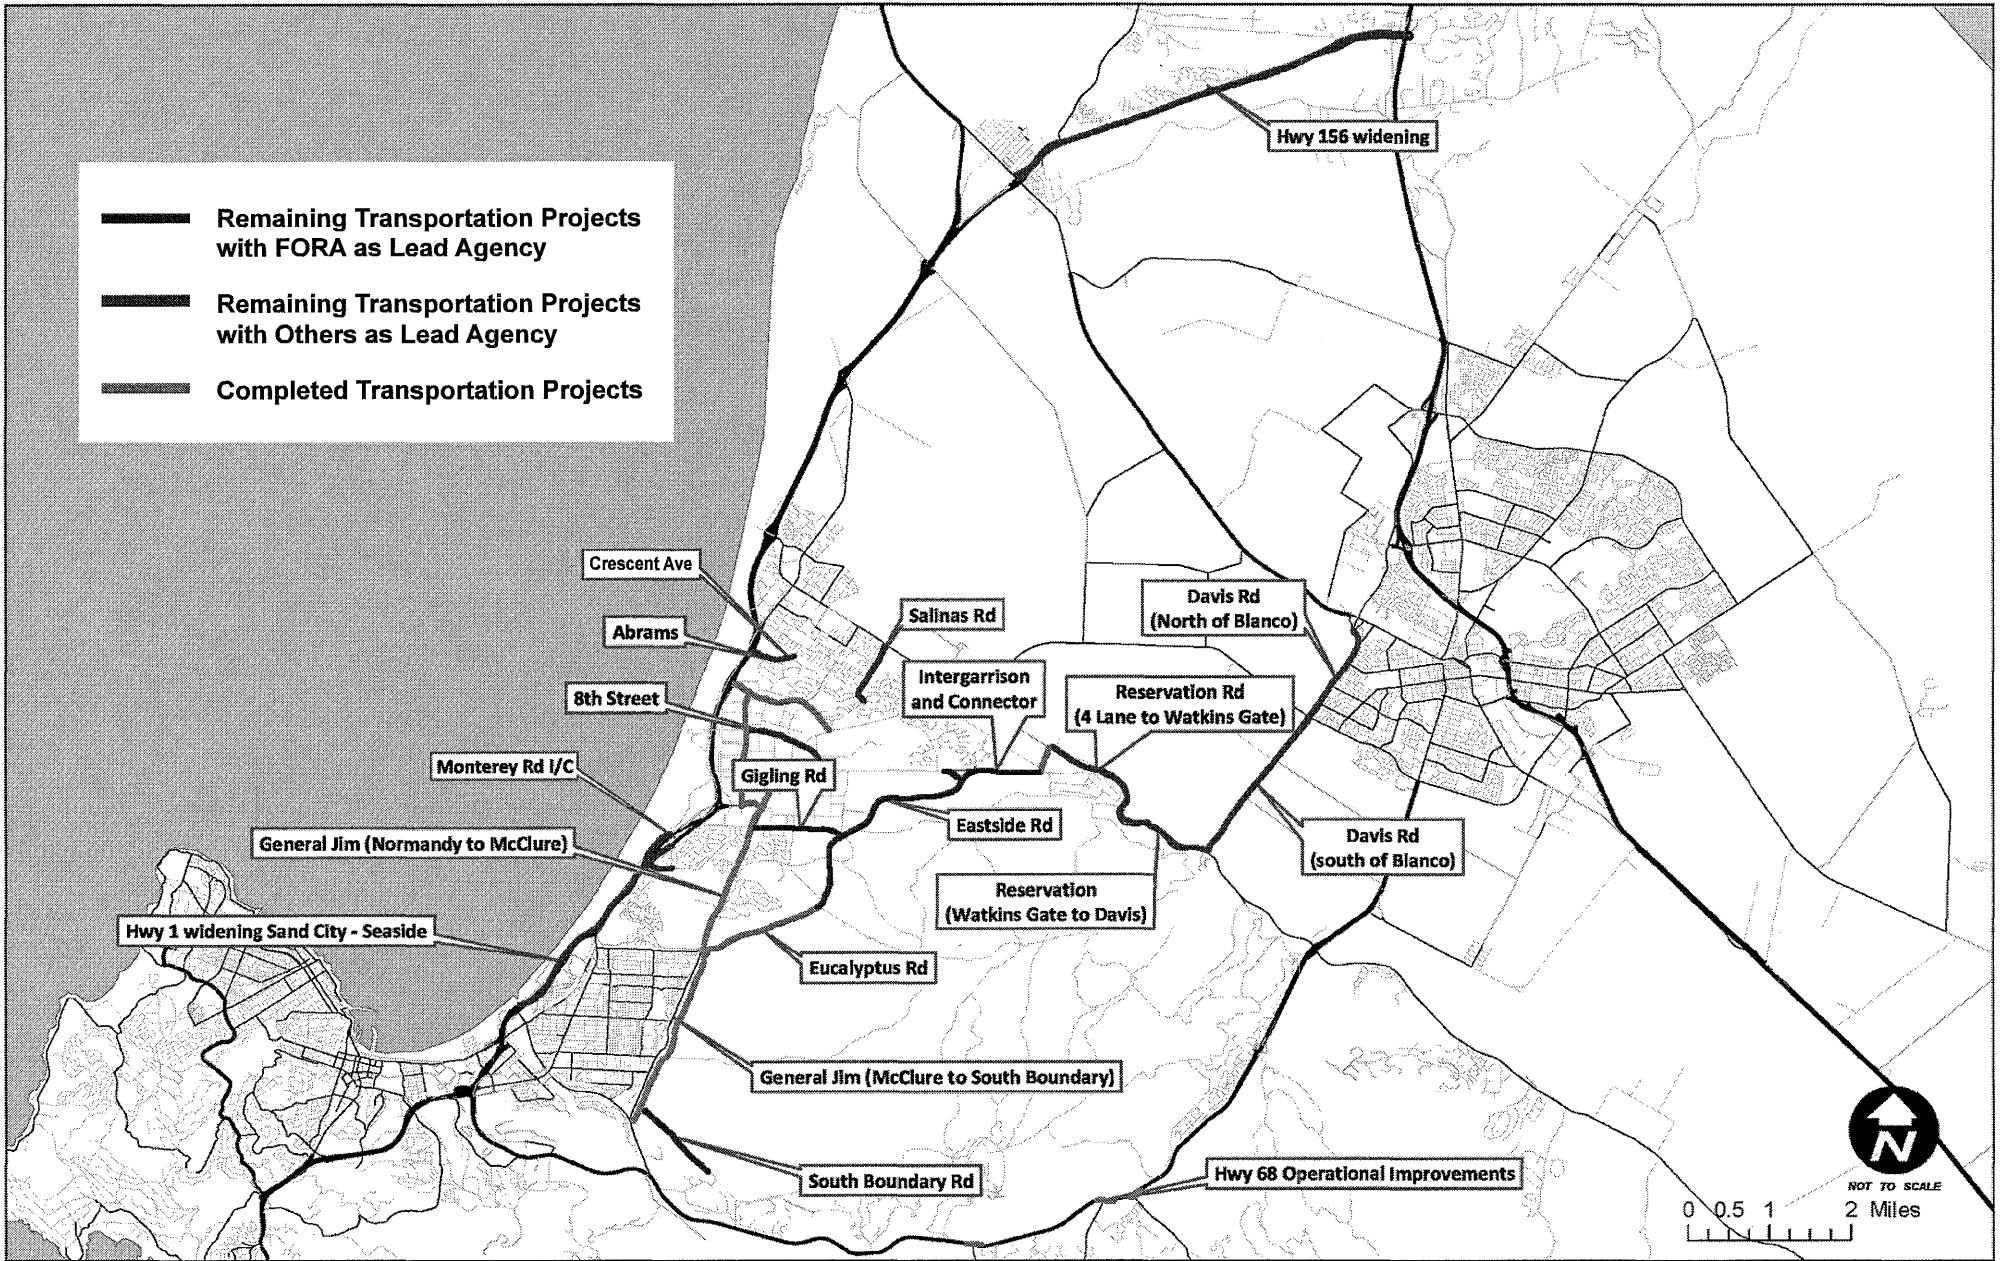 Hwy 156 widening
Remaining Transportation Projects
with FORA as Lead Agency
Remaining Transportation Projects
with Others as Lead Agency
Completed Transportation Projects
Crescent Ave
Abrams
Salinas Rd
Davis Rd
(North of Blanco)
8th Street
Intergarrison
and Connector
Reservation Rd
(4 Lane to Watkins Gate)
Monterey Rd I/C
Gigling Rd
General Jim (Normandy to McClure)
Eastside Rd
Davis Rd
(south of Blanco)
Reservation
(Watkins Gate to Davis)
Hwy 1 widening Sand City - Seaside
Eucalyptus Rd
General Jim (McClure to South Boundary)
South Boundary Rd
Hwy 68 Operational Improvements
N
NOT TO SCALE
0 0.5 1 2 Miles